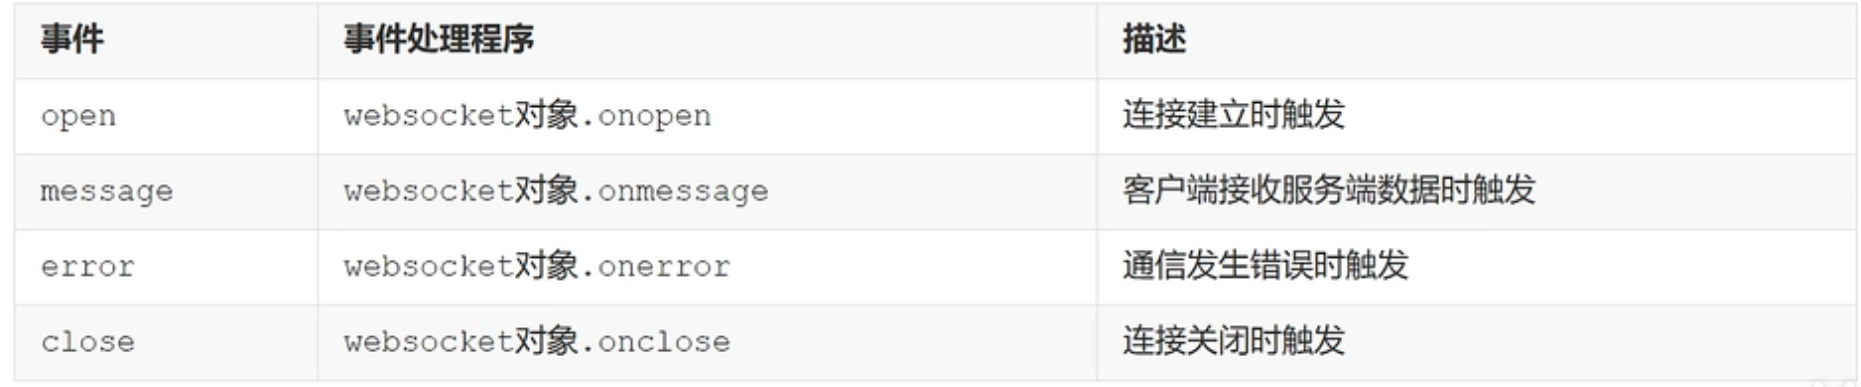 事件 事件处理程序 描述
open websocket对象.onopen 连接建立时触发
message websocket对象.onmessage 客户端接收服务端数据时触发
error websocket对象.onerror 通信发生错误时触发
close websocket对象.onclose 连接关闭时触发